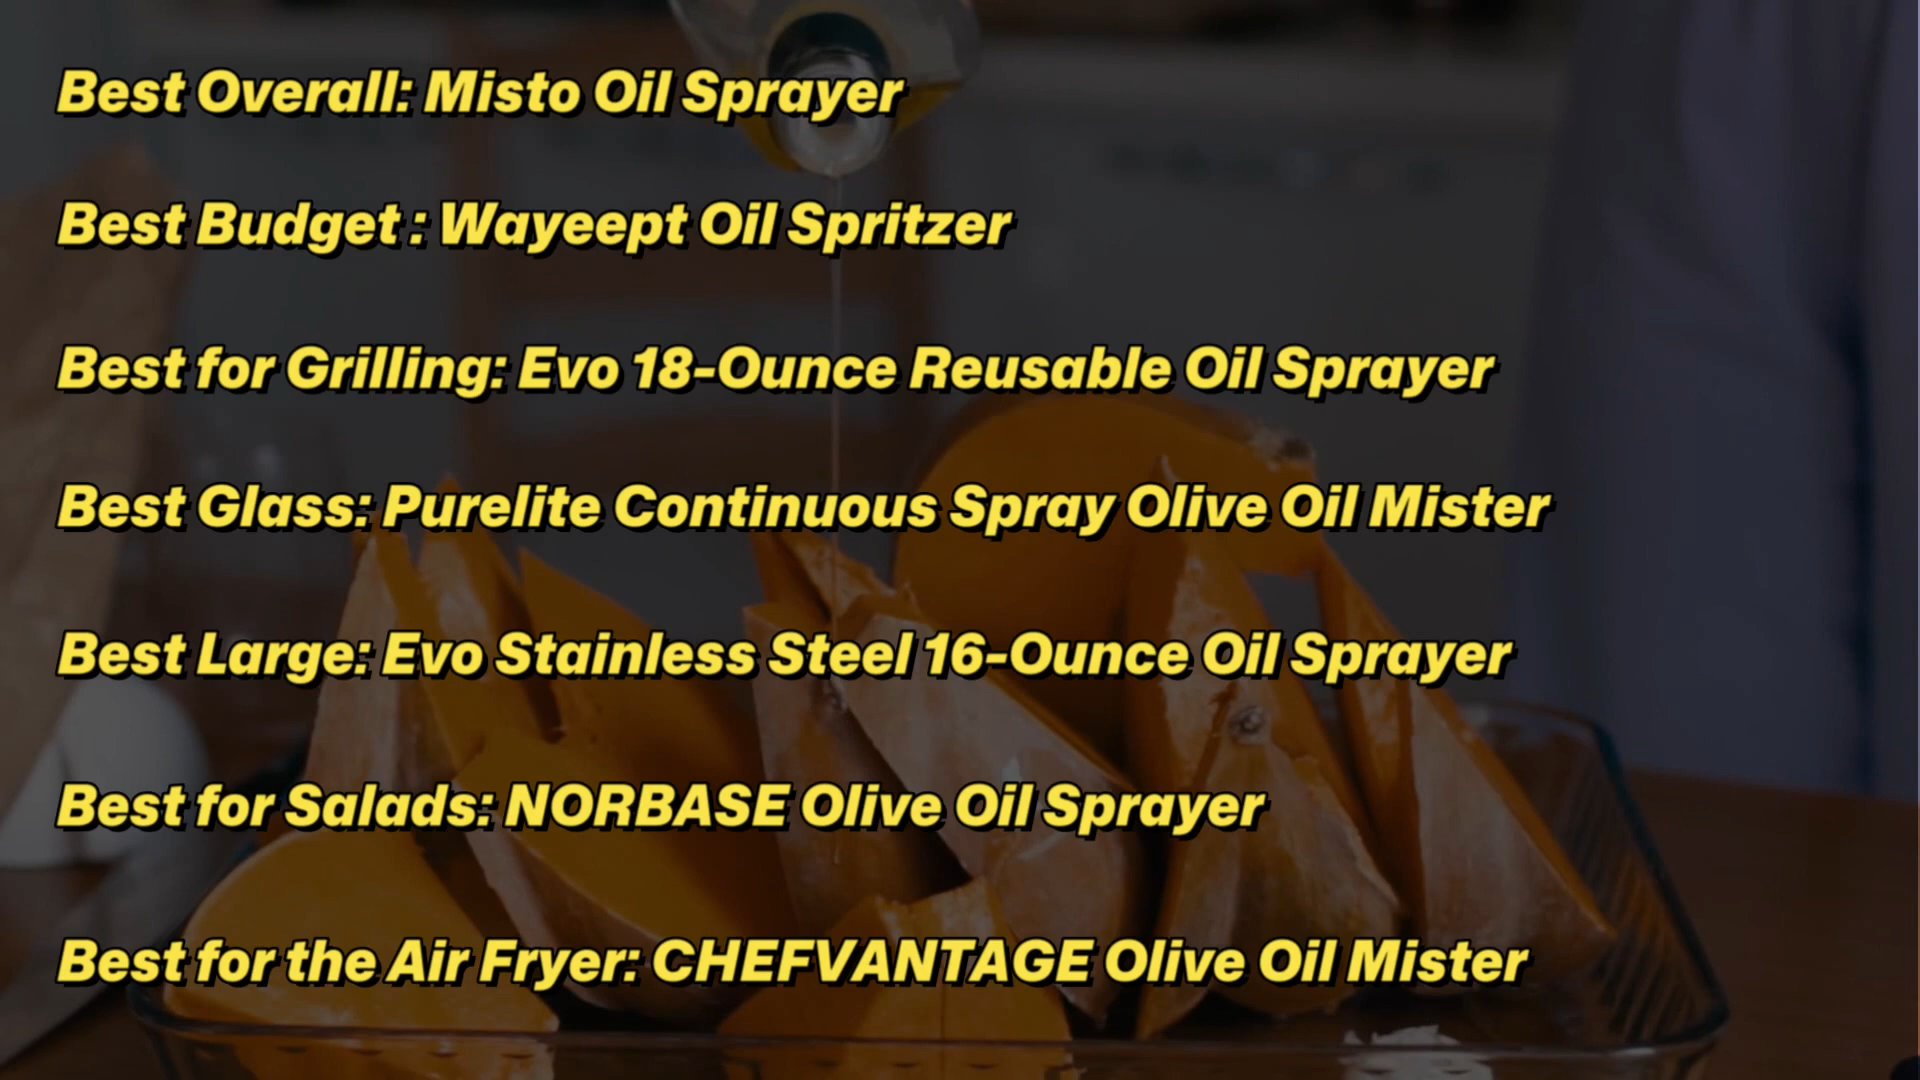 Best Overall: Misto Oil Sprayer
Best Budget : Wayeept Oil Spritzer
Best for Grilling: Evo 18-Ounce Reusable Oil Sprayer
Best Glass: Purelite Continuous Spray Olive Oil Mister
Best Large: Evo Stainless Steel 16-Ounce Oil Sprayer
Best for Salads: NORBASE Olive Oil Sprayer
Best for the Air Fryer: CHEFVANTAGE Olive Oil Mister